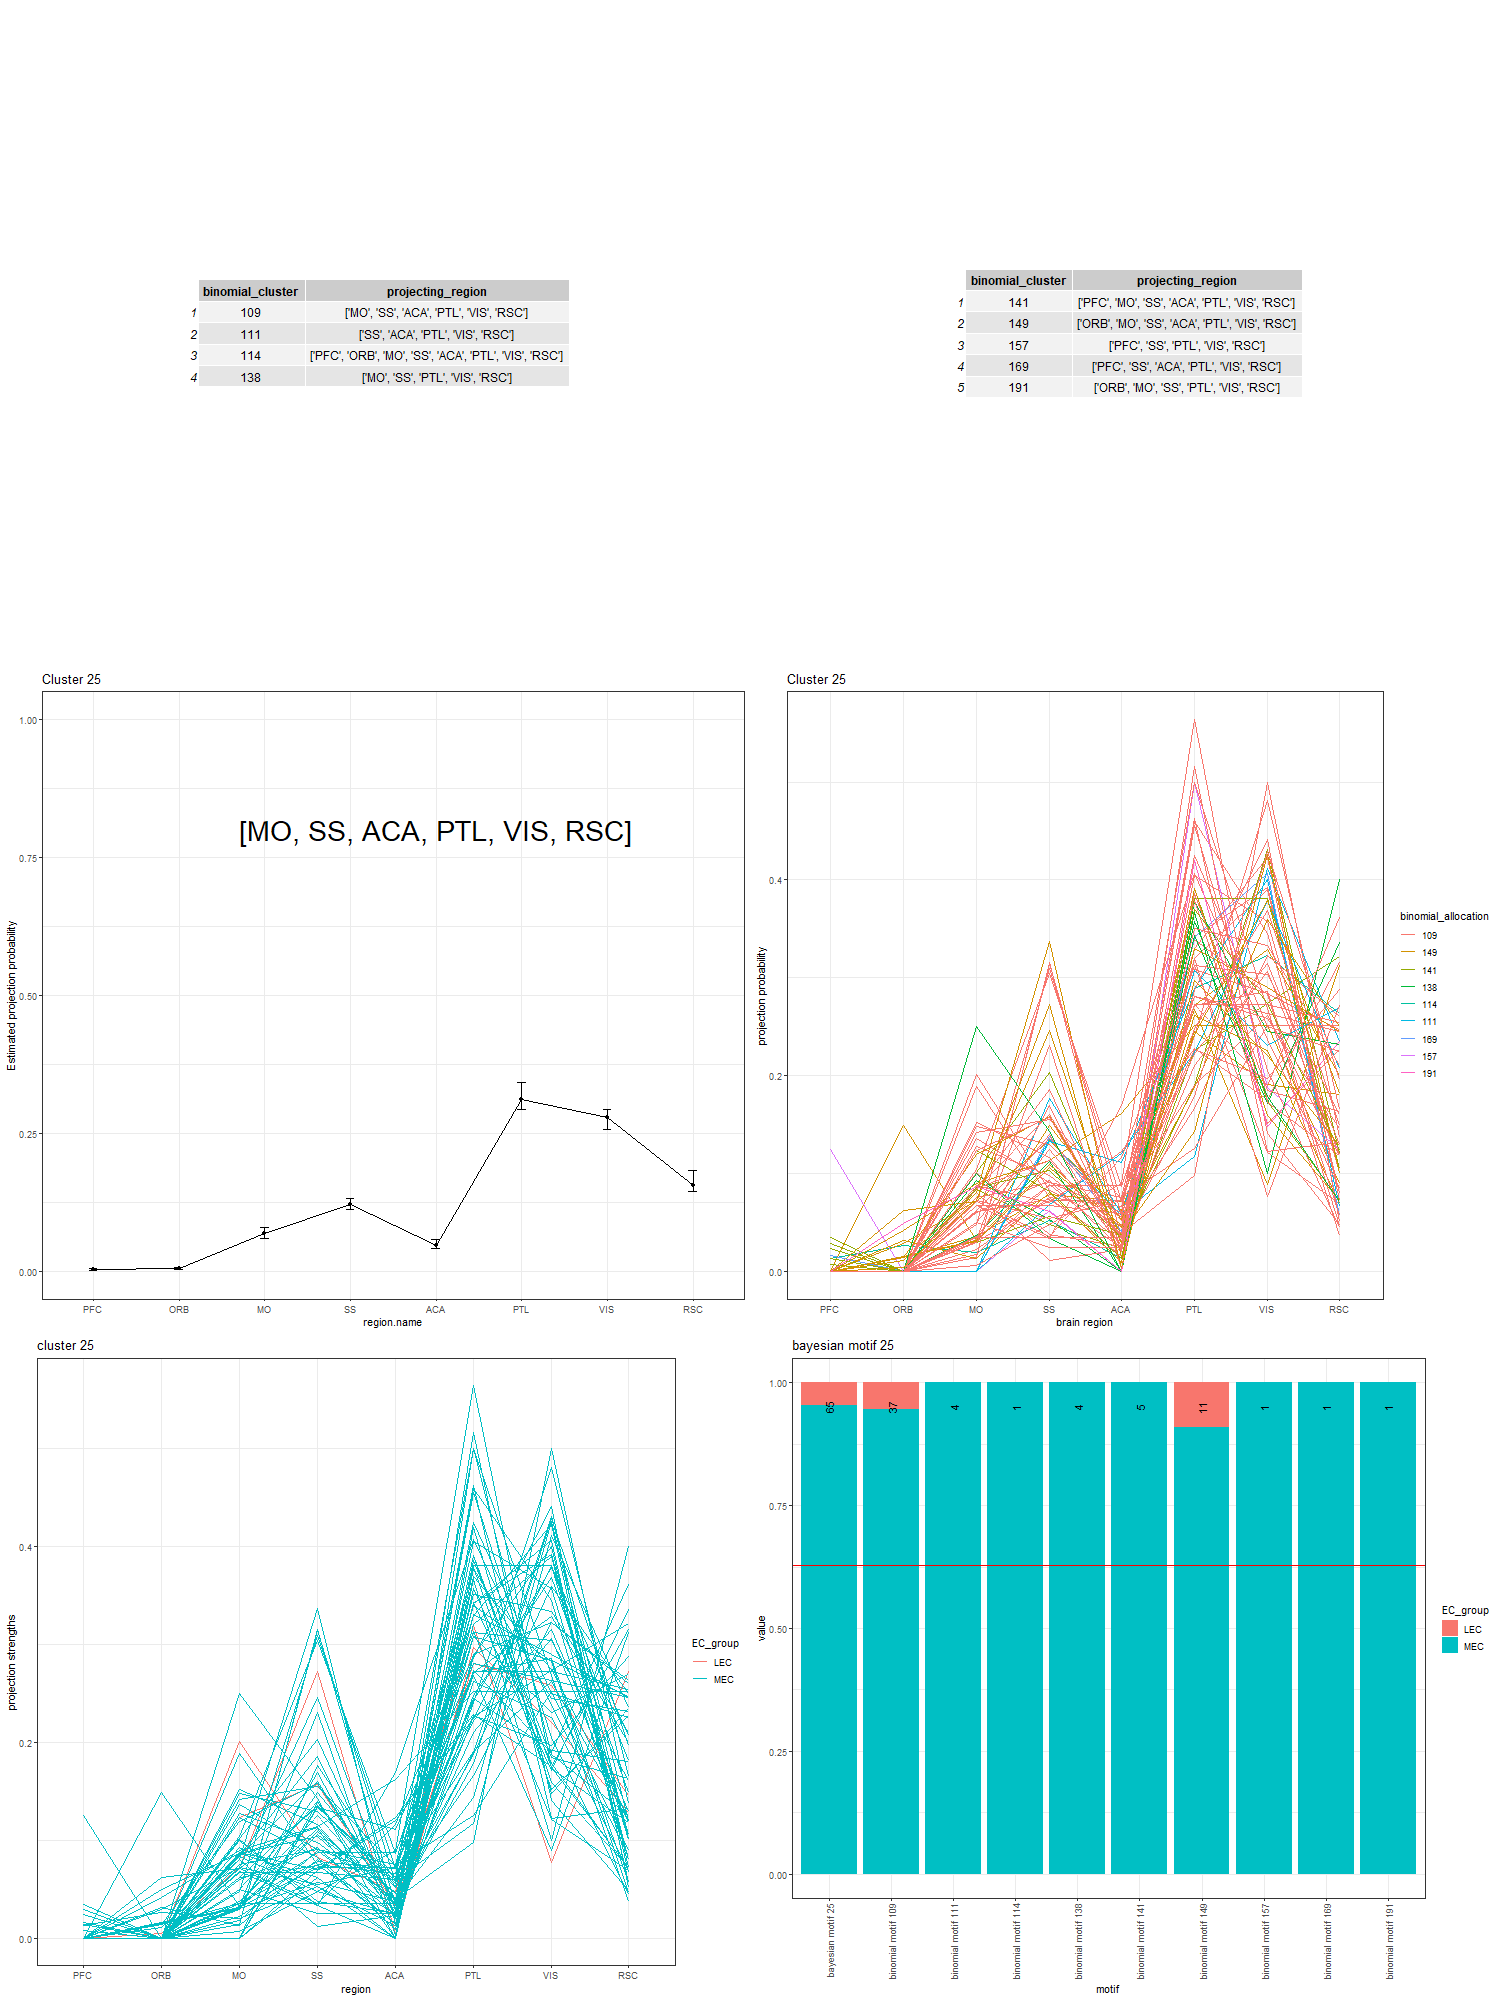 binomial_cluster projecting_region
1 109 ['MO', 'SS', 'ACA', 'PTL', 'VIS', 'RSC']
2 111 ['SS', 'ACA', 'PTL', 'VIS', 'RSC']
3 114 ['PFC', 'ORB', 'MO', 'SS', 'ACA', 'PTL', 'VIS', 'RSC']
4 138 ['MO', 'SS', 'PTL', 'VIS', 'RSC']
binomial_cluster projecting_region
1 141 ['PFC', 'MO', 'SS', 'ACA', 'PTL', 'VIS', 'RSC']
2 149 ['ORB', 'MO', 'SS', 'ACA', 'PTL', 'VIS', 'RSC']
3 157 ['PFC', 'SS', 'PTL', 'VIS', 'RSC']
4 169 ['PFC', 'SS', 'ACA', 'PTL', 'VIS', 'RSC']
5 191 ['ORB', 'MO', 'SS', 'PTL', 'VIS', 'RSC']
Cluster 25
Estimated projection probability
1.00
0.75
0.50
0.25
0.00
[MO, SS, ACA, PTL, VIS, RSC]
PFC ORB MO SS ACA PTL VIS RSC
region.name
Cluster 25
projection probability
0.4
0.2
0.0
PFC ORB MO SS ACA PTL VIS RSC
brain region
binomial_allocation
109
149
141
138
114
111
169
157
191
cluster 25
projection strengths
0.4
0.2
0.0
PFC ORB MO SS ACA PTL VIS RSC
region
EC_group
LEC
MEC
bayesian motif 25
value
1.00
0.75
0.50
0.25
0.00
65 37 4 1 4 5 11 1 1 1
bayesian motif 25
binomial motif 109
binomial motif 111
binomial motif 114
binomial motif 138
binomial motif 141
binomial motif 149
binomial motif 157
binomial motif 169
binomial motif 191
motif
EC_group
LEC
MEC